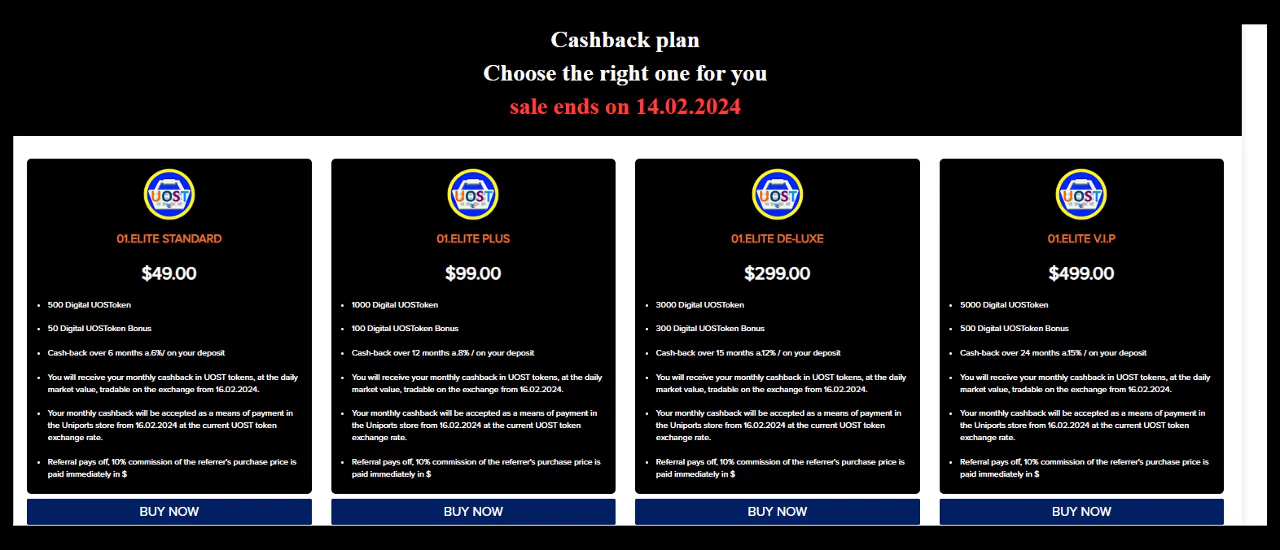 Cashback plan
Choose the right one for you
sale ends on 14.02.2024
UOST
01.ELITE STANDARD
$49.00
500 Digital UOSToken
50 Digital UOSToken Bonus
Cash-back over 6 months a.6%/ on your deposit
You will receive your monthly cashback in UOST tokens, at the daily
market value, tradable on the exchange from 16.02.2024.
Your monthly cashback will be accepted as a means of payment in
the Uniports store from 16.02.2024 at the current UOST token
exchange rate.
Referral pays off, 10% commission of the referrer's purchase price is
paid immediately in $
BUY NOW
UOST
01.ELITE PLUS
$99.00
1000 Digital UOSToken
100 Digital UOSToken Bonus
Cash-back over 12 months a.8% / on your deposit
You will receive your monthly cashback in UOST tokens, at the daily
market value, tradable on the exchange from 16.02.2024.
Your monthly cashback will be accepted as a means of payment in
the Uniports store from 16.02.2024 at the current UOST token
exchange rate.
Referral pays off, 10% commission of the referrer's purchase price is
paid immediately in $
BUY NOW
UOST
01.ELITE DE-LUXE
$299.00
3000 Digital UOSToken
300 Digital UOSToken Bonus
Cash-back over 15 months a.12% / on your deposit
You will receive your monthly cashback in UOST tokens, at the daily
market value, tradable on the exchange from 16.02.2024.
Your monthly cashback will be accepted as a means of payment in
the Uniports store from 16.02.2024 at the current UOST token
exchange rate.
Referral pays off, 10% commission of the referrer's purchase price is
paid immediately in $
BUY NOW
UOST
01.ELITE V.I.P
$499.00
5000 Digital UOSToken
500 Digital UOSToken Bonus
Cash-back over 24 months a.15% / on your deposit
You will receive your monthly cashback in UOST tokens, at the daily
market value, tradable on the exchange from 16.02.2024.
Your monthly cashback will be accepted as a means of payment in
the Uniports store from 16.02.2024 at the current UOST token
exchange rate.
Referral pays off, 10% commission of the referrer's purchase price is
paid immediately in $
BUY NOW